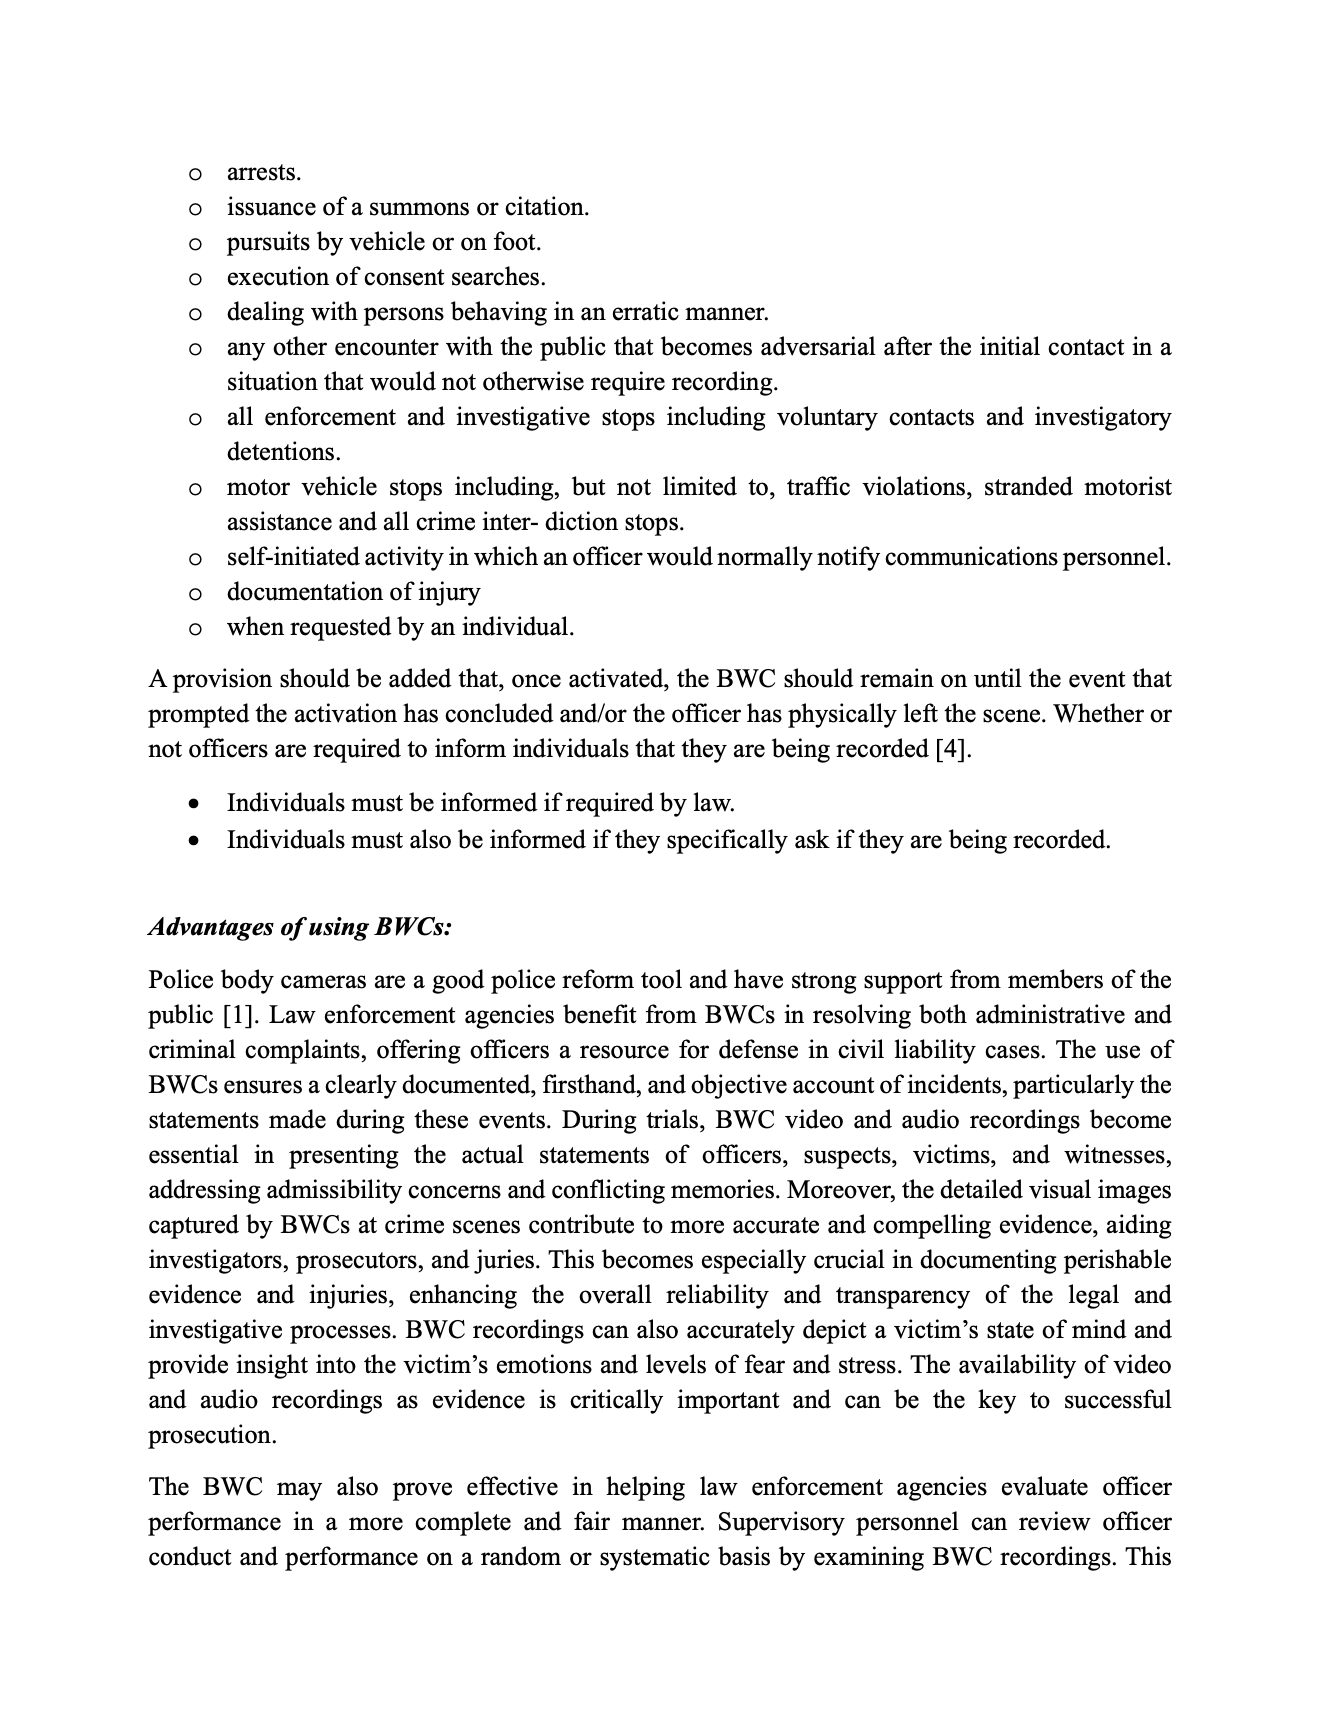 o arrests.
o issuance of a summons or citation.
o pursuits by vehicle or on foot.
o execution of consent searches.
o dealing with persons behaving in an erratic manner.
o any other encounter with the public that becomes adversarial after the initial contact in a
situation that would not otherwise require recording.
o all enforcement and investigative stops including voluntary contacts and investigatory
detentions.
o motor vehicle stops including, but not limited to, traffic violations, stranded motorist
assistance and all crime inter- diction stops.
o self-initiated activity in which an officer would normally notify communications personnel.
o documentation of injury
o when requested by an individual.
A provision should be added that, once activated, the BWC should remain on until the event that
prompted the activation has concluded and/or the officer has physically left the scene. Whether or
not officers are required to inform individuals that they are being recorded [4].
• Individuals must be informed if required by law.
• Individuals must also be informed if they specifically ask if they are being recorded.
Advantages of using BWCs:
Police body cameras are a good police reform tool and have strong support from members of the
public [1]. Law enforcement agencies benefit from BWCs in resolving both administrative and
criminal complaints, offering officers a resource for defense in civil liability cases. The use of
BWCs ensures a clearly documented, firsthand, and objective account of incidents, particularly the
statements made during these events. During trials, BWC video and audio recordings become
essential in presenting the actual statements of officers, suspects, victims, and witnesses,
addressing admissibility concerns and conflicting memories. Moreover, the detailed visual images
captured by BWCs at crime scenes contribute to more accurate and compelling evidence, aiding
investigators, prosecutors, and juries. This becomes especially crucial in documenting perishable
evidence and injuries, enhancing the overall reliability and transparency of the legal and
investigative processes. BWC recordings can also accurately depict a victim’s state of mind and
provide insight into the victim’s emotions and levels of fear and stress. The availability of video
and audio recordings as evidence is critically important and can be the key to successful
prosecution.
The BWC may also prove effective in helping law enforcement agencies evaluate officer
performance in a more complete and fair manner. Supervisory personnel can review officer
conduct and performance on a random or systematic basis by examining BWC recordings. This